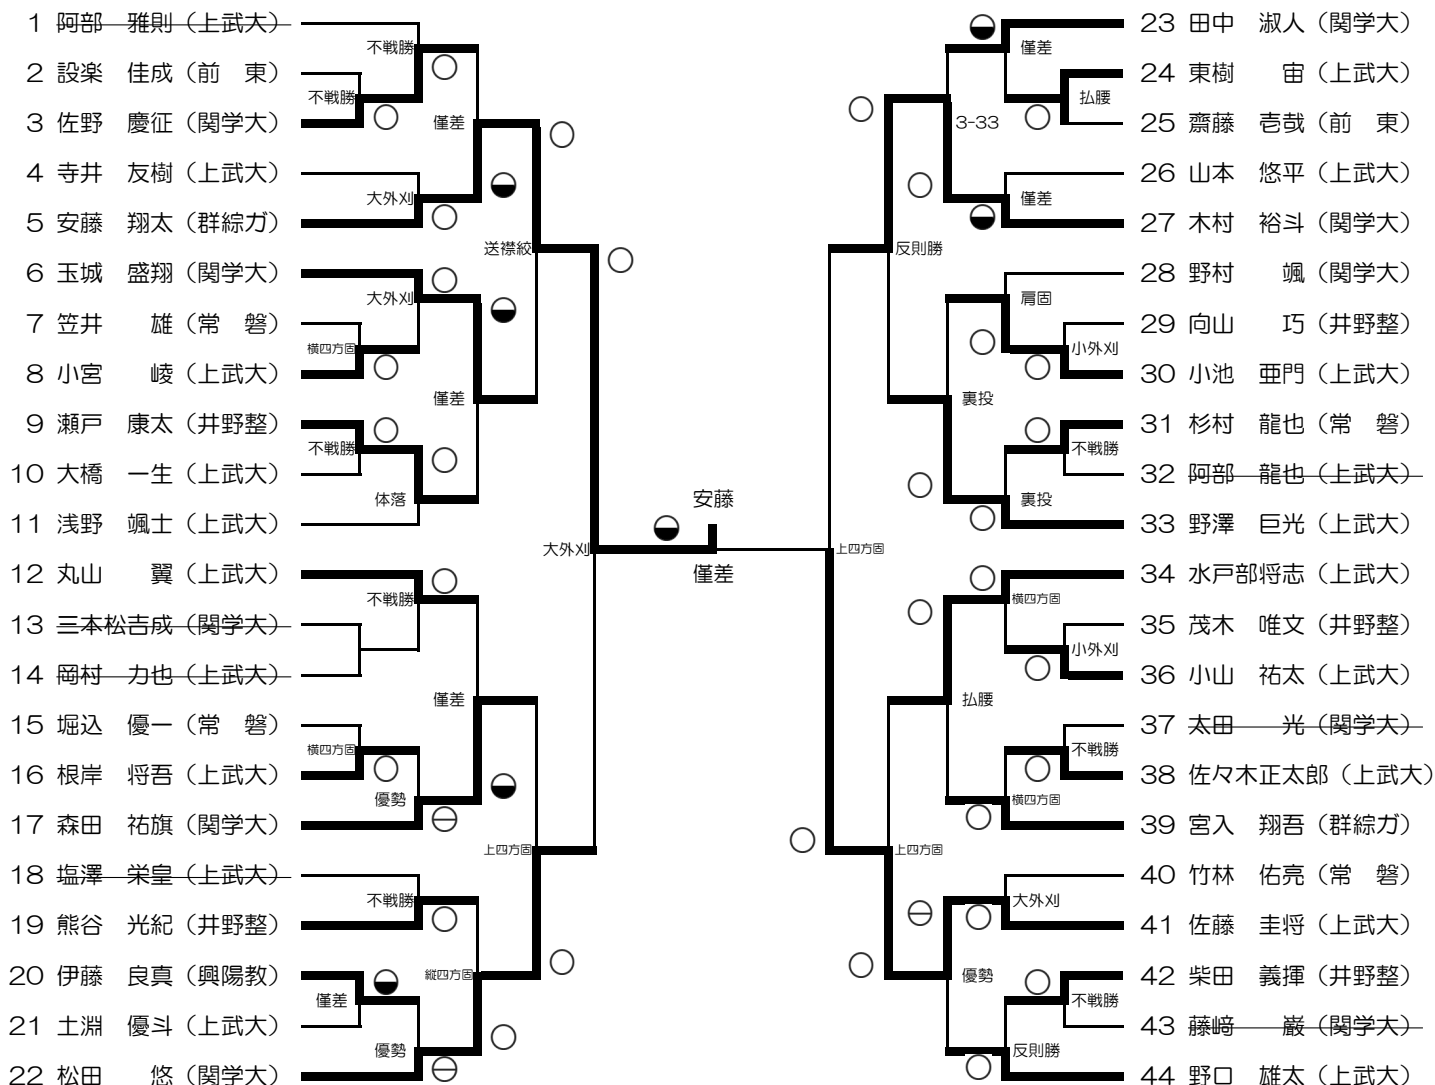 1 阿部　雅則（上武大）
不戦勝
2 設楽　佳成（前　東）
不戦勝
3 佐野　慶征（関学大）
僅差
4 寺井　友樹（上武大）
大外刈
5 安藤　翔太（群綜ガ）
送襟絞
6 玉城　盛翔（関学大）
大外刈
7 笠井　　雄（常　磐）
横四方固
8 小宮　　崚（上武大）
僅差
9 瀬戸　康太（井野整）
不戦勝
10 大橋　一生（上武大）
体落
11 浅野　颯士（上武大）
大外刈
12 丸山　　翼（上武大）
不戦勝
13 三本松吉成（関学大）
14 岡村　力也（上武大）
僅差
15 堀込　優一（常　磐）
横四方固
16 根岸　将吾（上武大）
優勢
17 森田　祐旗（関学大）
上四方固
18 塩澤　栄皇（上武大）
不戦勝
19 熊谷　光紀（井野整）
縦四方固
20 伊藤　良真（興陽教）
僅差
21 土淵　優斗（上武大）
優勢
22 松田　　悠（関学大）
安藤
僅差
23 田中　淑人（関学大）
僅差
24 東樹　　宙（上武大）
払腰
25 齋藤　壱哉（前　東）
3-33
26 山本　悠平（上武大）
僅差
27 木村　裕斗（関学大）
反則勝
28 野村　　颯（関学大）
肩固
29 向山　　巧（井野整）
小外刈
30 小池　亜門（上武大）
裏投
31 杉村　龍也（常　磐）
不戦勝
32 阿部　龍也（上武大）
裏投
33 野澤　巨光（上武大）
上四方固
34 水戸部将志（上武大）
横四方固
35 茂木　唯文（井野整）
小外刈
36 小山　祐太（上武大）
払腰
37 太田　　光（関学大）
不戦勝
38 佐々木正太郎（上武大）
横四方固
39 宮入　翔吾（群綜ガ）
上四方固
40 竹林　佑亮（常　磐）
大外刈
41 佐藤　圭将（上武大）
優勢
42 柴田　義揮（井野整）
不戦勝
43 藤﨑　　巌（関学大）
反則勝
44 野口　雄太（上武大）